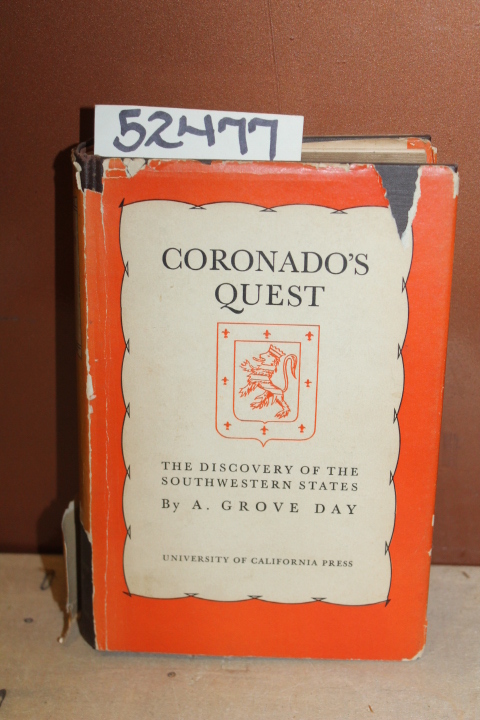 52477
CORONADO'S
QUEST
THE DISCOVERY OF THE
SOUTHWESTERN STATES
By A. GROVE DAY
UNIVERSITY OF CALIFORNIA PRESS